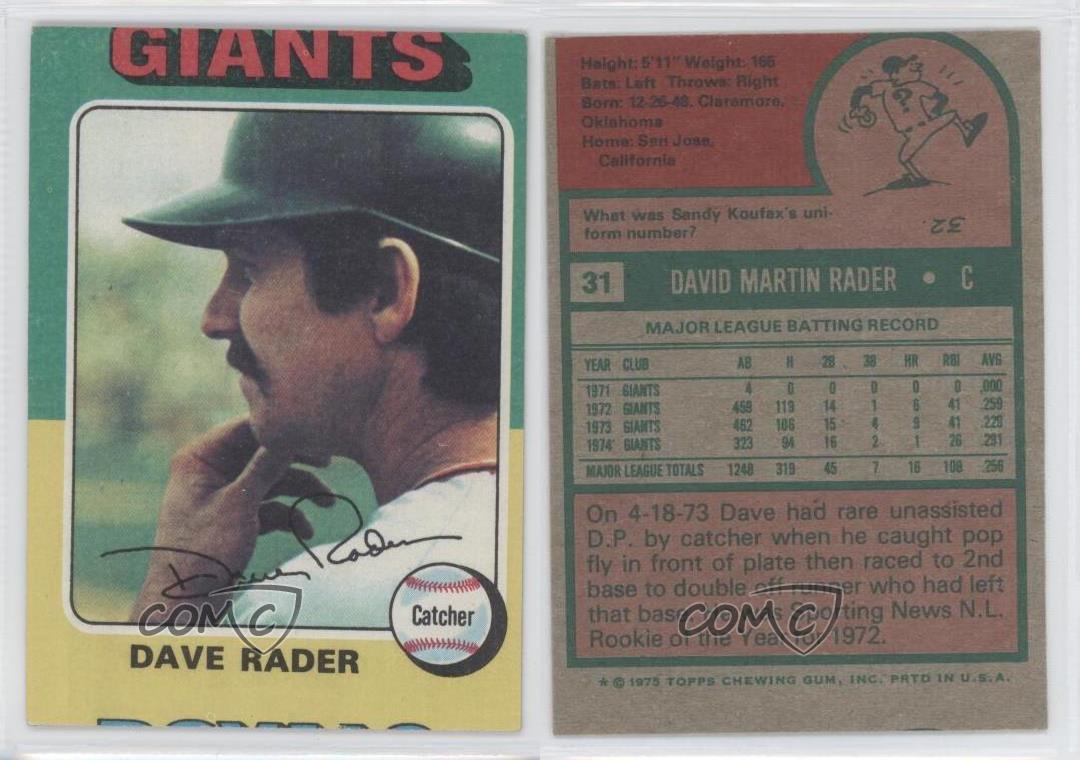 GIANTS
Dave Rader
Catcher
COMC
DAVE RADER
Height: 5'11" Weight: 165
Bats: Left Throws: Right
Born: 12-26-48, Claremore,
Oklahoma
Home: San Jose,
California
What was Sandy Koufax's uni-
form number?
32.
31 DAVID MARTIN RADER • C
MAJOR LEAGUE BATTING RECORD
YEAR CLUB AB H 2B 3B HR RBI AVG
1971 GIANTS 4 0 0 0 0 0 .000
1972 GIANTS 459 119 14 1 6 41 .259
1973 GIANTS 462 106 15 4 9 41 .229
1974 GIANTS 323 94 16 2 1 26 .291
MAJOR LEAGUE TOTALS 1248 319 45 7 16 108 .256
On 4-18-73 Dave had rare unassisted
D.P. by catcher when he caught pop
fly in front of plate then raced to 2nd
base to double off runner who had left
that base. Was Sporting News N.L.
Rookie of the Year in 1972.
COMC
* © 1975 TOPPS CHEWING GUM, INC. PRTD IN U.S.A.